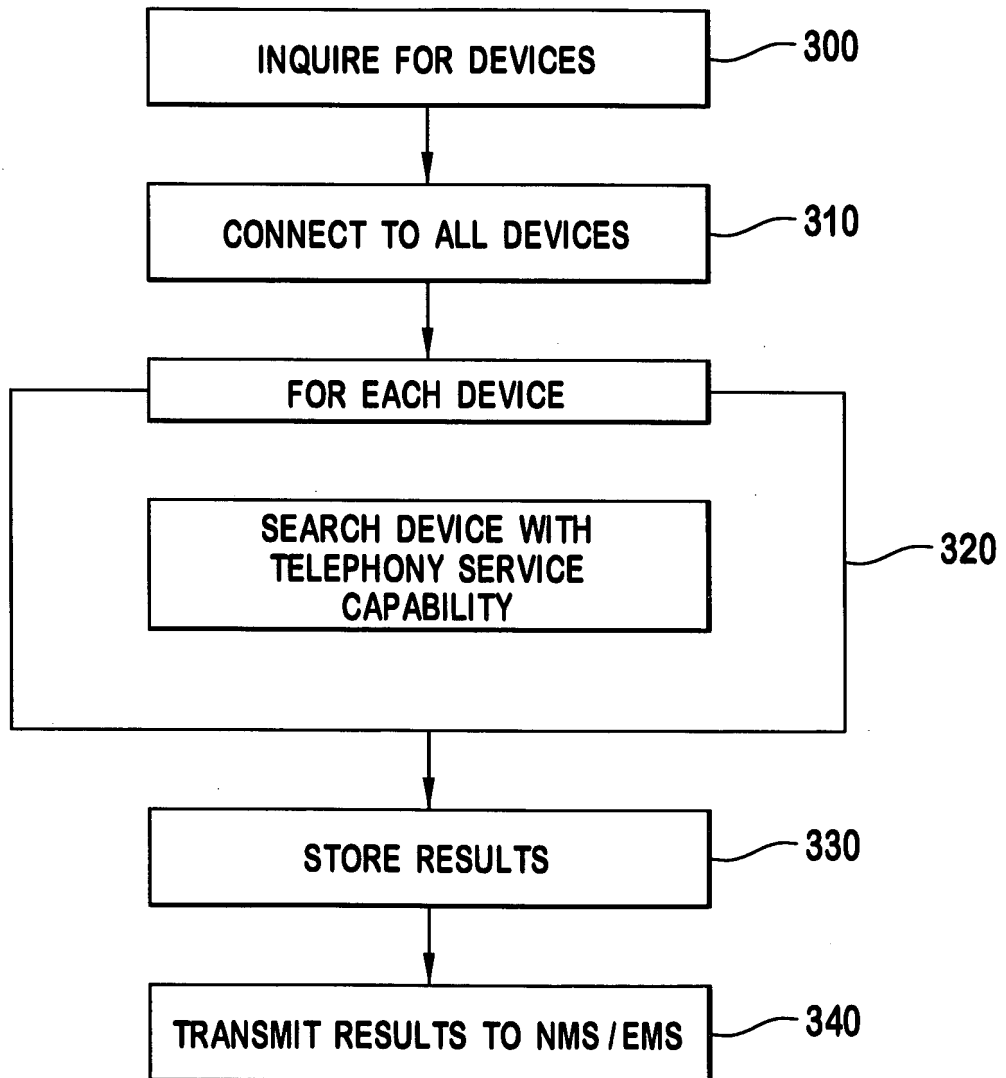 INQUIRE FOR DEVICES
300
CONNECT TO ALL DEVICES
310
FOR EACH DEVICE
SEARCH DEVICE WITH
TELEPHONY SERVICE
CAPABILITY
320
STORE RESULTS
330
TRANSMIT RESULTS TO NMS / EMS
340